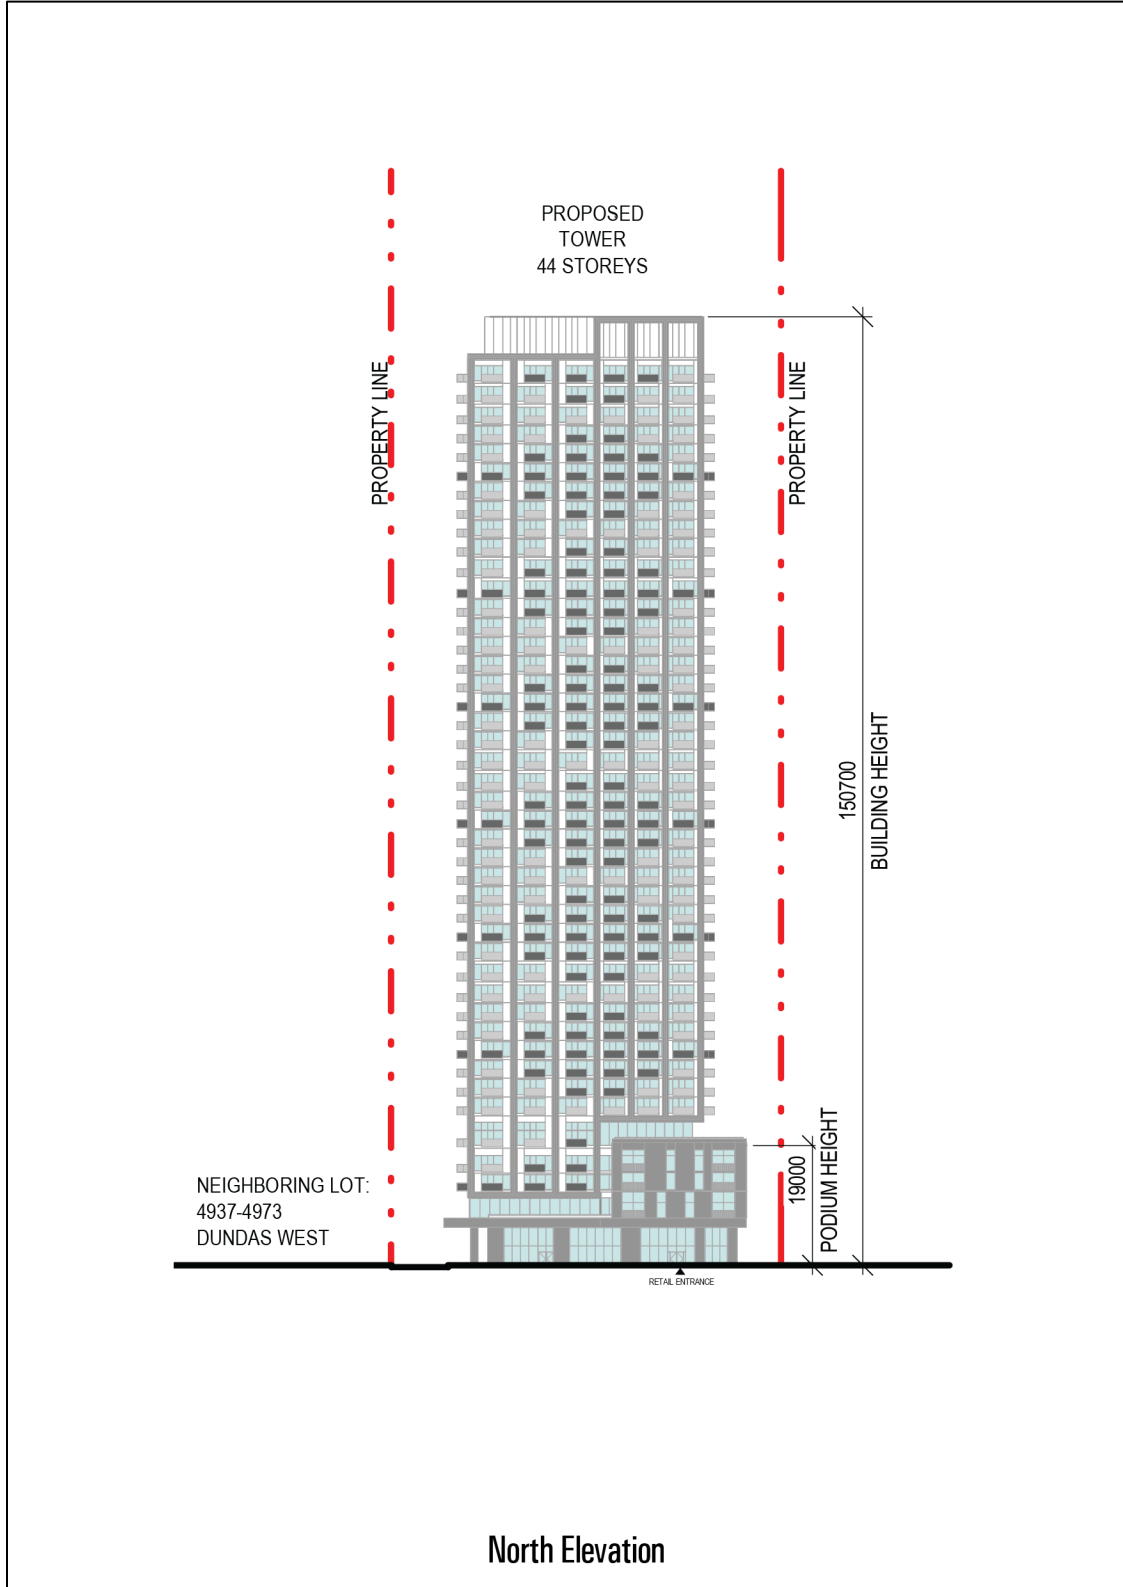 PROPOSED
TOWER
44 STOREYS
PROPERTY LINE
PROPERTY LINE
150700
BUILDING HEIGHT
19000
PODIUM HEIGHT
NEIGHBORING LOT:
4937-4973
DUNDAS WEST
RETAIL ENTRANCE
North Elevation